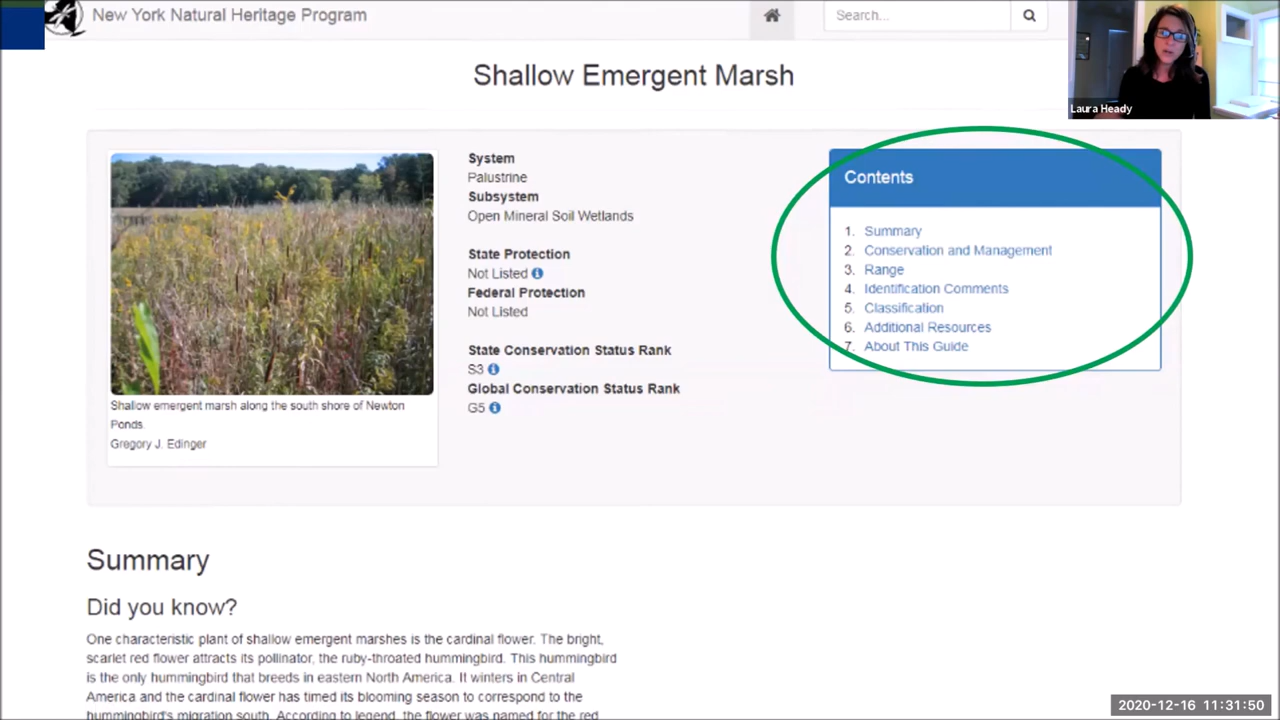 New York Natural Heritage Program
Search...
Laura Heady
Shallow Emergent Marsh
System
Palustrine
Subsystem
Open Mineral Soil Wetlands
State Protection
Not Listed
Federal Protection
Not Listed
State Conservation Status Rank
S3
Global Conservation Status Rank
G5
Shallow emergent marsh along the south shore of Newton
Ponds.
Gregory J. Edinger
Contents
1. Summary
2. Conservation and Management
3. Range
4. Identification Comments
5. Classification
6. Additional Resources
7. About This Guide
Summary
Did you know?
One characteristic plant of shallow emergent marshes is the cardinal flower. The bright,
scarlet red flower attracts its pollinator, the ruby-throated hummingbird. This hummingbird
is the only hummingbird that breeds in eastern North America. It winters in Central
America and the cardinal flower has timed its blooming season to correspond to the
hummingbird's migration south. According to legend, the flower was named for the red
2020-12-16 11:31:50